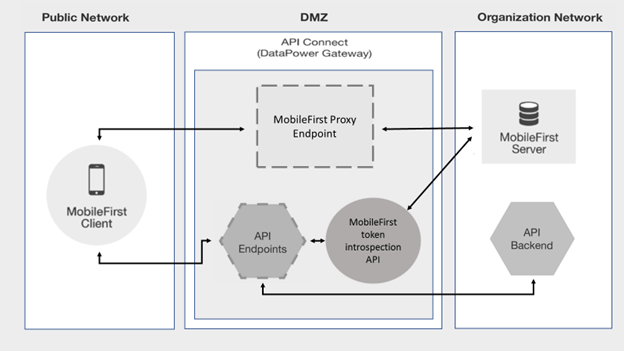 Public Network
DMZ
Organization Network
API Connect
(DataPower Gateway)
MobileFirst Proxy
Endpoint
MobileFirst
Server
MobileFirst
Client
API
Endpoints
MobileFirst
token
introspection
API
API
Backend